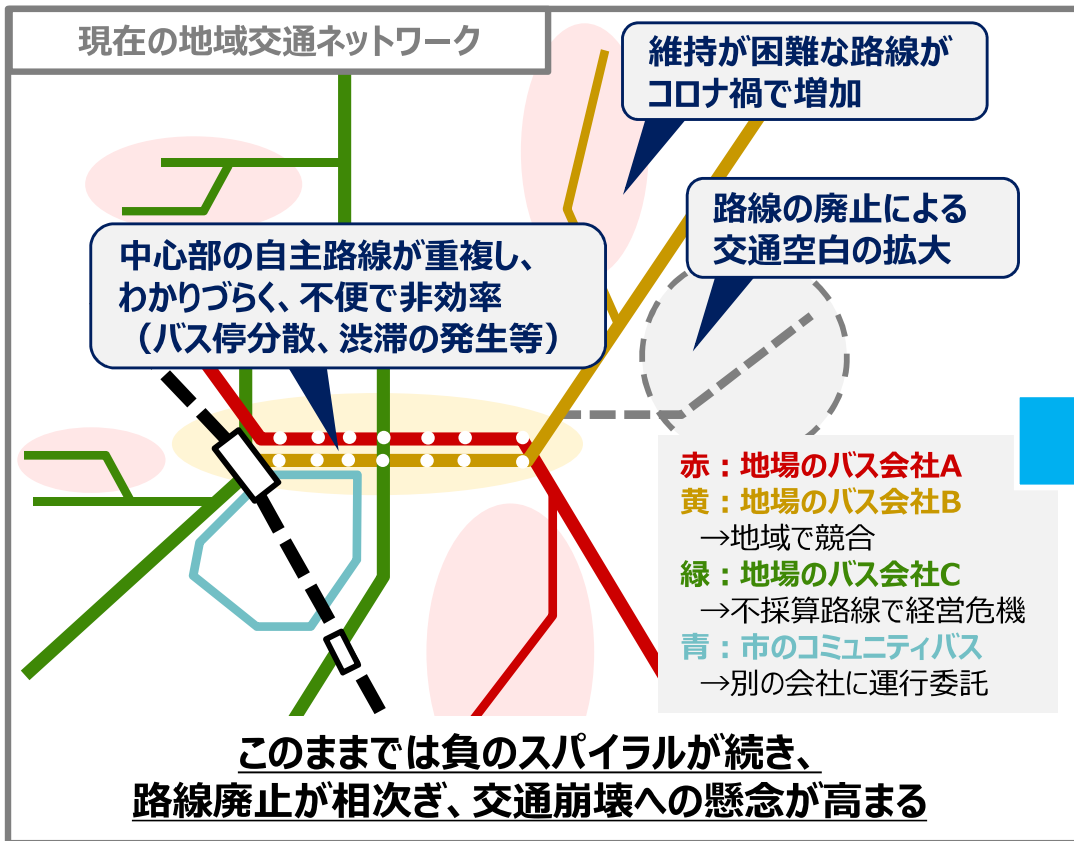 現在の地域交通ネットワーク
維持が困難な路線が
コロナ禍で増加
路線の廃止による
交通空白の拡大
中心部の自主路線が重複し、
わかりづらく、不便で非効率
（バス停分散、渋滞の発生等）
赤：地場のバス会社A
黄：地場のバス会社B
→地域で競合
緑：地場のバス会社C
→不採算路線で経営危機
青：市のコミュニティバス
→別の会社に運行委託
このままでは負のスパイラルが続き、
路線廃止が相次ぎ、交通崩壊への懸念が高まる